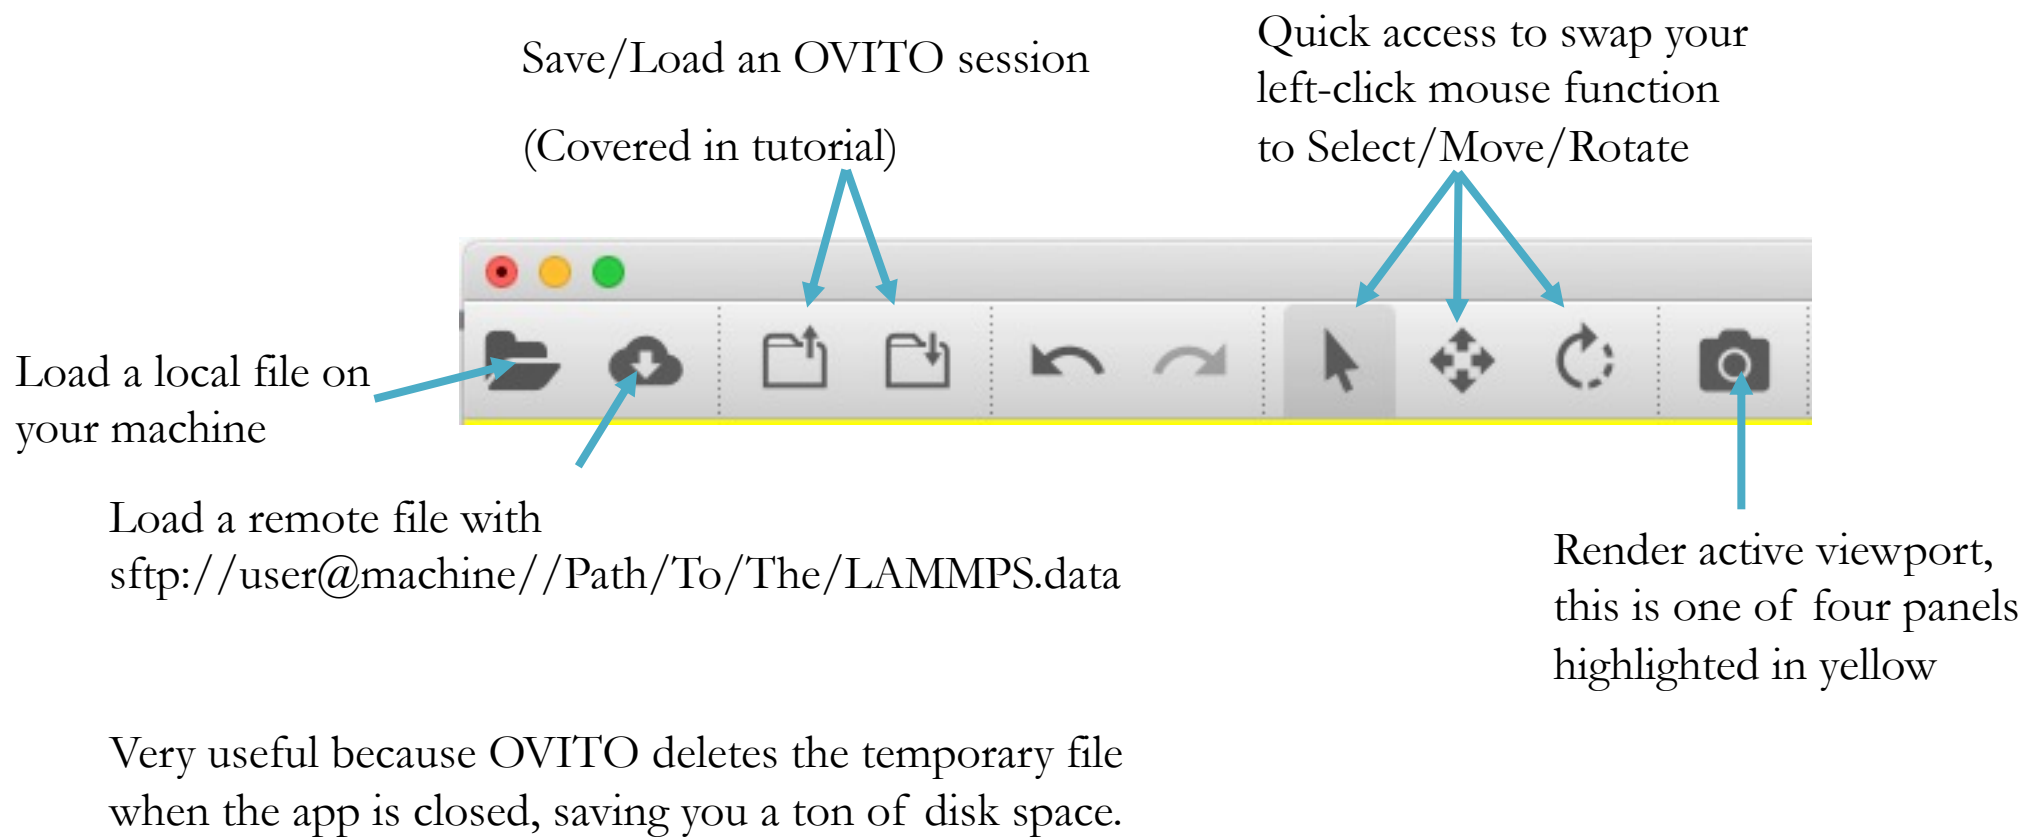 Save/Load an OVITO session
(Covered in tutorial)
Quick access to swap your
left-click mouse function
to Select/Move/Rotate
Load a local file on
your machine
Load a remote file with
sftp://user@machine//Path/To/The/LAMMPS.data
Render active viewport,
this is one of four panels
highlighted in yellow
Very useful because OVITO deletes the temporary file
when the app is closed, saving you a ton of disk space.